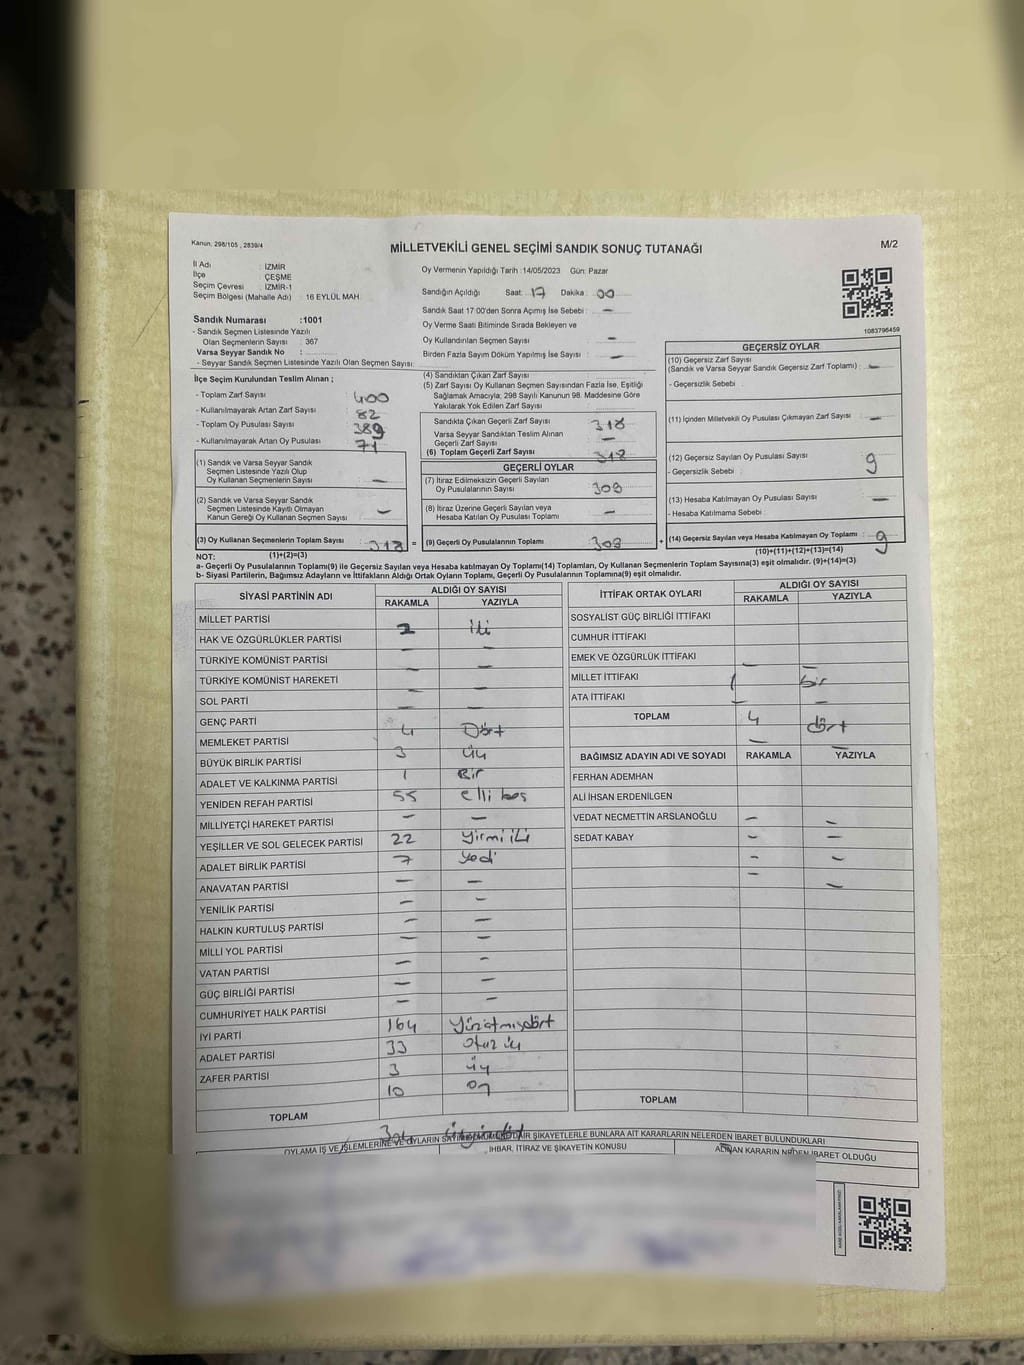 Kanun, 298/105 , 2839/4
MİLLETVEKİLİ GENEL SEÇİMİ SANDIK SONUÇ TUTANAĞI
M/2
İl Adı : İZMİR
İlçe : ÇEŞME
Seçim Çevresi : İZMİR-1
Seçim Bölgesi (Mahalle Adı) : 16 EYLÜL MAH.
Oy Vermenin Yapıldığı Tarih :14/05/2023 Gün: Pazar
Sandığın Açıldığı Saat: 17 Dakika: 00
Sandık Saat 17:00'den Sonra Açımış İse Sebebi : —
Oy Verme Saati Bitiminde Sırada Bekleyen ve
Oy Kullandırılan Seçmen Sayısı : —
Birden Fazla Sayım Döküm Yapılmış İse Sayısı : —
1083796459
Sandık Numarası :1001
- Sandık Seçmen Listesinde Yazılı
Olan Seçmenlerin Sayısı : 367
Varsa Seyyar Sandık No :
- Seyyar Sandık Seçmen Listesinde Yazılı Olan Seçmen Sayısı:
İlçe Seçim Kurulundan Teslim Alınan ;
- Toplam Zarf Sayısı : 400
- Kullanılmayarak Artan Zarf Sayısı : 82
- Toplam Oy Pusulası Sayısı : 389
- Kullanılmayarak Artan Oy Pusulası : 71
(1) Sandık ve Varsa Seyyar Sandık
Seçmen Listesinde Yazılı Olup
Oy Kullanan Seçmenlerin Sayısı : —
(2) Sandık ve Varsa Seyyar Sandık
Seçmen Listesinde Kayıtlı Olmayan
Kanun Gereği Oy Kullanan Seçmen Sayısı : —
(3) Oy Kullanan Seçmenlerin Toplam Sayısı : 318
(4) Sandıktan Çıkan Zarf Sayısı :
(5) Zarf Sayısı Oy Kullanan Seçmen Sayısından Fazla İse, Eşitliği
Sağlamak Amacıyla; 298 Sayılı Kanunun 98. Maddesine Göre
Yakılarak Yok Edilen Zarf Sayısı :
Sandıkta Çıkan Geçerli Zarf Sayısı : 318
Varsa Seyyar Sandıktan Teslim Alınan
Geçerli Zarf Sayısı : —
(6) Toplam Geçerli Zarf Sayısı : 318
GEÇERLİ OYLAR
(7) İtiraz Edilmeksizin Geçerli Sayılan
Oy Pusulalarının Sayısı : 309
(8) İtiraz Üzerine Geçerli Sayılan veya
Hesaba Katılan Oy Pusulası Toplamı : —
= (9) Geçerli Oy Pusulalarının Toplamı : 309
GEÇERSİZ OYLAR
(10) Geçersiz Zarf Sayısı
(Sandık ve Varsa Seyyar Sandık Geçersiz Zarf Toplamı) : —
- Geçersizlik Sebebi :
(11) İçinden Milletvekili Oy Pusulası Çıkmayan Zarf Sayısı : —
(12) Geçersiz Sayılan Oy Pusulası Sayısı : 9
- Geçersizlik Sebebi :
(13) Hesaba Katılmayan Oy Pusulası Sayısı : —
- Hesaba Katılmama Sebebi :
+ (14) Geçersiz Sayılan veya Hesaba Katılmayan Oy Toplamı : 9
NOT: (1)+(2)=(3)
(10)+(11)+(12)+(13)=(14)
a- Geçerli Oy Pusulalarının Toplamı(9) ile Geçersiz Sayılan veya Hesaba katılmayan Oy Toplamı(14) Toplamları, Oy Kullanan Seçmenlerin Toplam Sayısına(3) eşit olmalıdır. (9)+(14)=(3)
b- Siyasi Partilerin, Bağımsız Adayların ve İttifakların Aldığı Ortak Oyların Toplamı, Geçerli Oy Pusulalarının Toplamına(9) eşit olmalıdır.
SİYASİ PARTİNİN ADI
ALDIĞI OY SAYISI
RAKAMLA YAZIYLA
MİLLET PARTİSİ 2 iki
HAK VE ÖZGÜRLÜKLER PARTİSİ — —
TÜRKİYE KOMÜNİST PARTİSİ — —
TÜRKİYE KOMÜNİST HAREKETİ — —
SOL PARTİ — —
GENÇ PARTİ 4 Dört
MEMLEKET PARTİSİ 3 üç
BÜYÜK BİRLİK PARTİSİ 1 Bir
ADALET VE KALKINMA PARTİSİ 55 elli beş
YENİDEN REFAH PARTİSİ — —
MİLLİYETÇİ HAREKET PARTİSİ 22 Yirmi iki
YEŞİLLER VE SOL GELECEK PARTİSİ 7 Yedi
ADALET BİRLİK PARTİSİ — —
ANAVATAN PARTİSİ — —
YENİLİK PARTİSİ — —
HALKIN KURTULUŞ PARTİSİ — —
MİLLİ YOL PARTİSİ — —
VATAN PARTİSİ — —
GÜÇ BİRLİĞİ PARTİSİ — —
CUMHURİYET HALK PARTİSİ 164 Yüzatmışdört
İYİ PARTİ 33 Otuz üç
ADALET PARTİSİ 3 üç
ZAFER PARTİSİ 10 on
TOPLAM
İTTİFAK ORTAK OYLARI
ALDIĞI OY SAYISI
RAKAMLA YAZIYLA
SOSYALİST GÜÇ BİRLİĞİ İTTİFAKI
CUMHUR İTTİFAKI
EMEK VE ÖZGÜRLÜK İTTİFAKI — —
MİLLET İTTİFAKI 1 bir
ATA İTTİFAKI — —
TOPLAM 4 dört
— —
BAĞIMSIZ ADAYIN ADI VE SOYADI RAKAMLA YAZIYLA
FERHAN ADEMHAN
ALİ İHSAN ERDENİLGEN
VEDAT NECMETTİN ARSLANOĞLU — —
SEDAT KABAY — —
— —
— —
TOPLAM
OYLAMA İŞ VE İŞLEMLERİNE VE OYLARIN SAYIM DÖKÜMÜNE DAİR ŞİKAYETLERLE BUNLARA AİT KARARLARIN NELERDEN İBARET BULUNDUKLARI
İHBAR, İTİRAZ VE ŞİKAYETİN KONUSU
ALINAN KARARIN NEDEN İBARET OLDUĞU